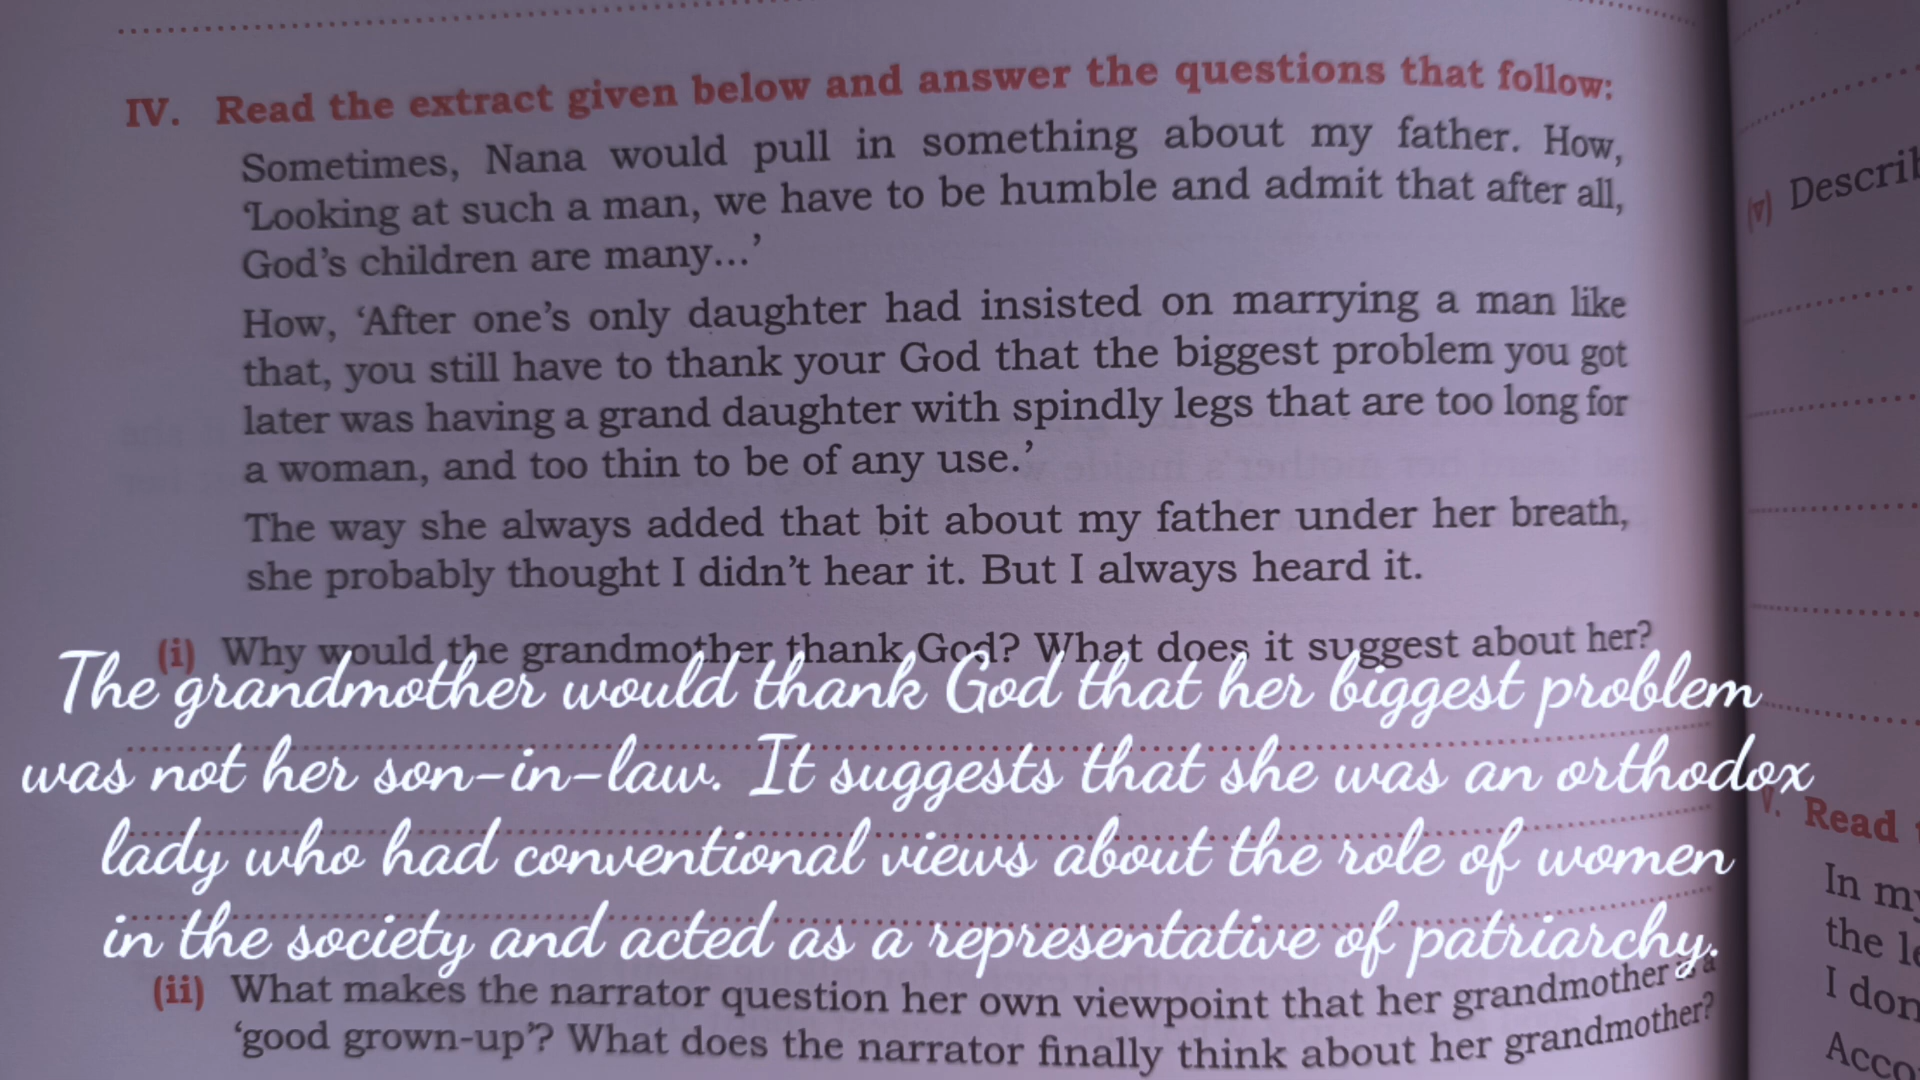 IV. Read the extract given below and answer the questions that follow:
Sometimes, Nana would pull in something about my father. How,
'Looking at such a man, we have to be humble and admit that after all,
God's children are many...'
How, 'After one's only daughter had insisted on marrying a man like
that, you still have to thank your God that the biggest problem you got
later was having a grand daughter with spindly legs that are too long for
a woman, and too thin to be of any use.'
The way she always added that bit about my father under her breath,
she probably thought I didn't hear it. But I always heard it.
(i) Why would the grandmother thank God? What does it suggest about her?
The grandmother would thank God that her biggest problem
was not her son-in-law. It suggests that she was an orthodox
lady who had conventional views about the role of women
in the society and acted as a representative of patriarchy.
(ii) What makes the narrator question her own viewpoint that her grandmother is a
'good grown-up'? What does the narrator finally think about her grandmother?
(v)
V. Read
In my
I don